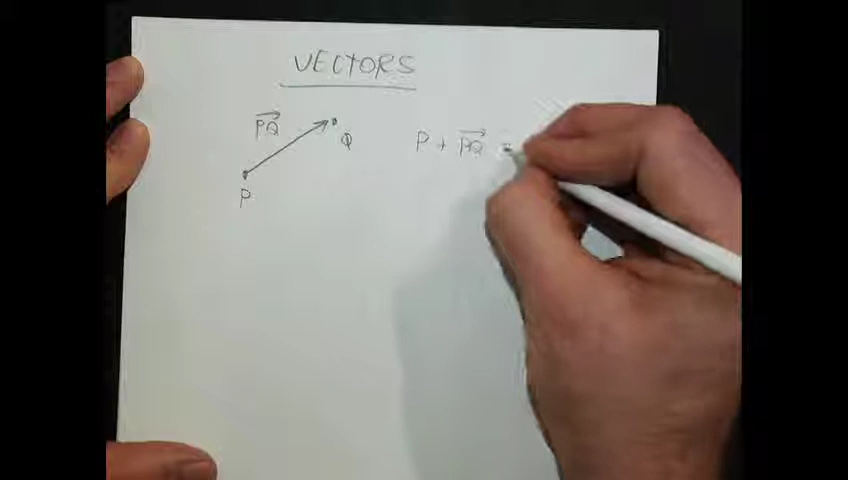 VECTORS
PQ⃗
Q
P + PQ⃗ =
P